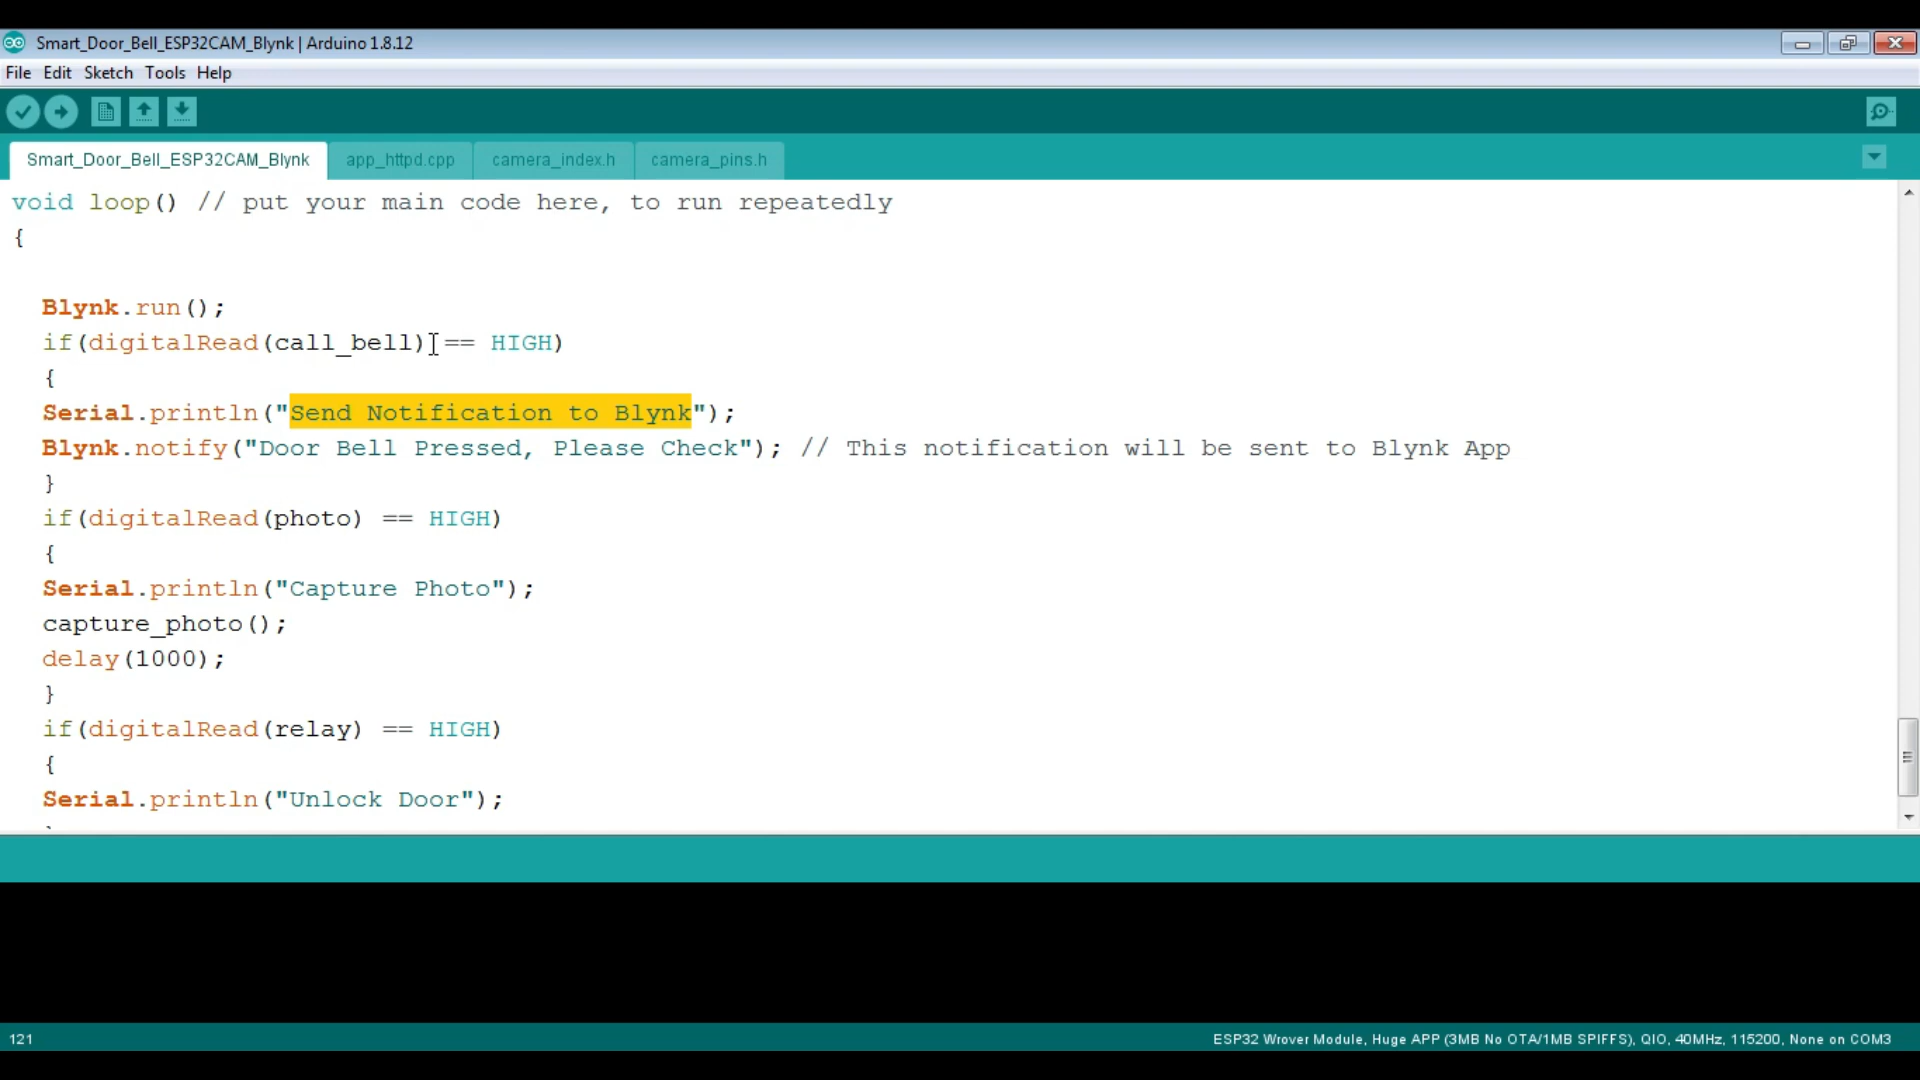 Smart_Door_Bell_ESP32CAM_Blynk | Arduino 1.8.12
File Edit Sketch Tools Help
Smart_Door_Bell_ESP32CAM_Blynk app_httpd.cpp camera_index.h camera_pins.h
void loop() // put your main code here, to run repeatedly
{
Blynk.run();
if(digitalRead(call_bell) == HIGH)
{
Serial.println("Send Notification to Blynk");
Blynk.notify("Door Bell Pressed, Please Check"); // This notification will be sent to Blynk App
}
if(digitalRead(photo) == HIGH)
{
Serial.println("Capture Photo");
capture_photo();
delay(1000);
}
if(digitalRead(relay) == HIGH)
{
Serial.println("Unlock Door");
121 ESP32 Wrover Module, Huge APP (3MB No OTA/1MB SPIFFS), QIO, 40MHz, 115200, None on COM3